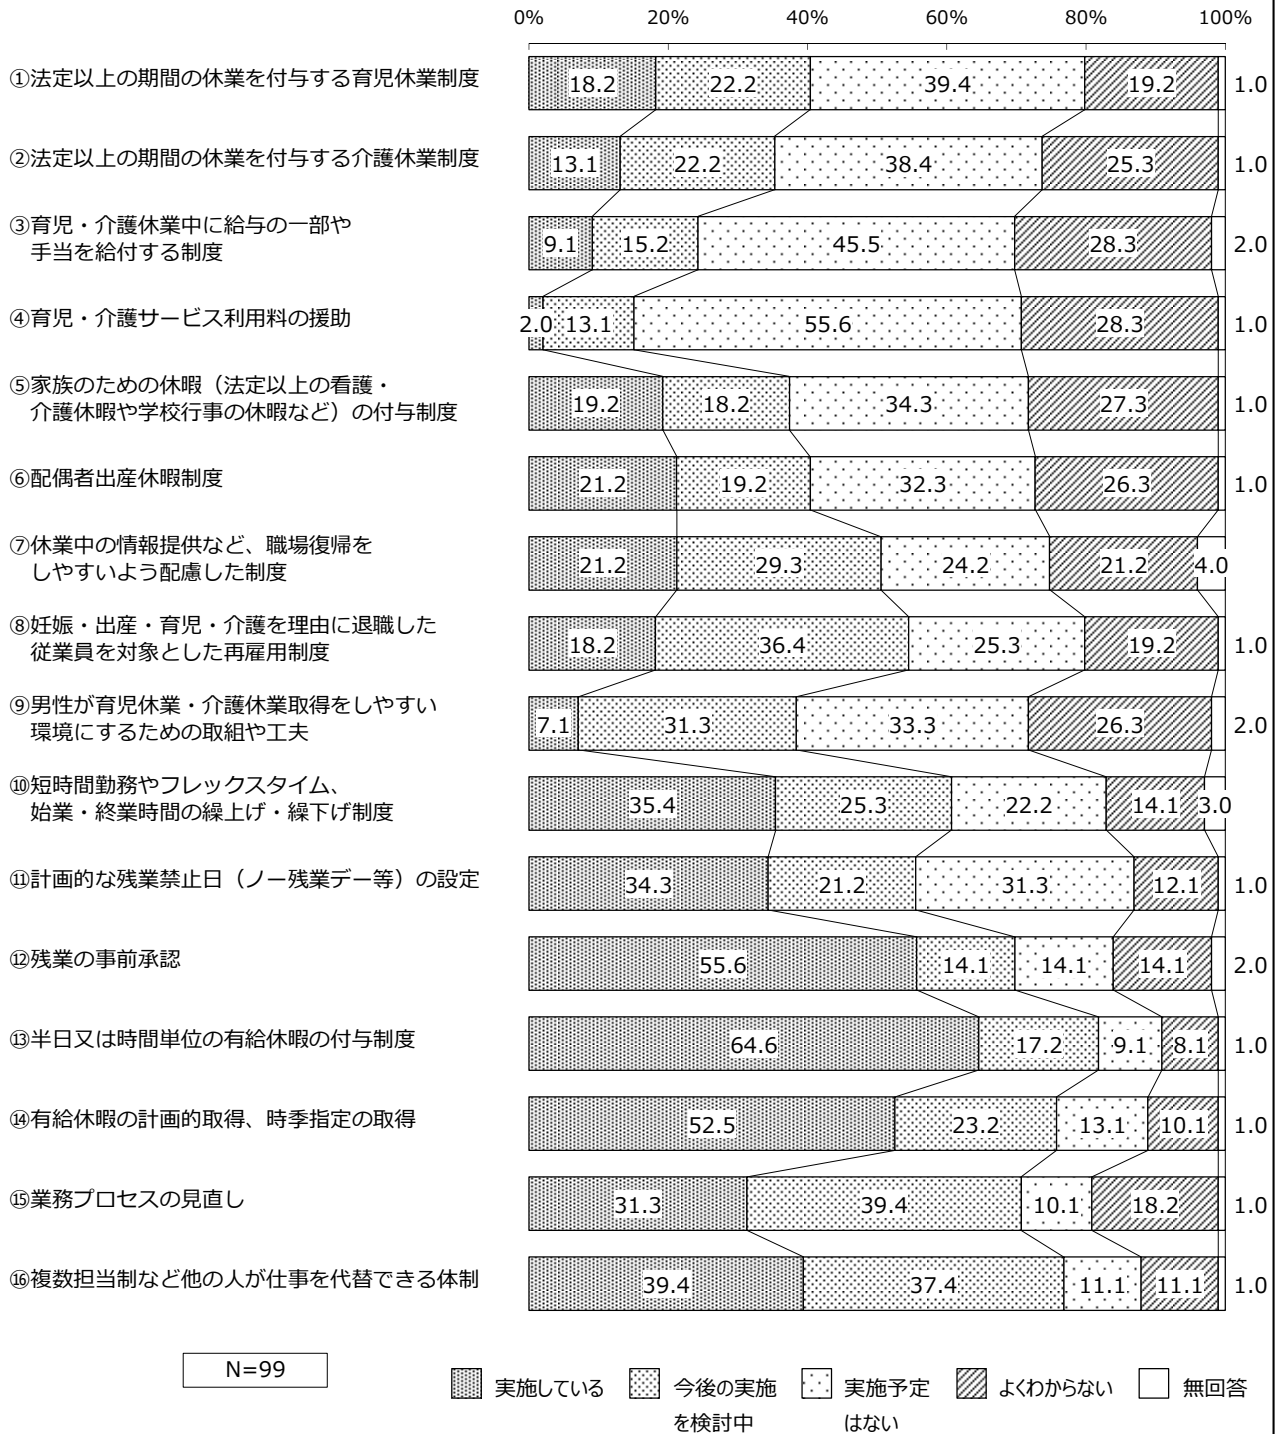 0% 20% 40% 60% 80% 100%
①法定以上の期間の休業を付与する育児休業制度
18.2 22.2 39.4 19.2 1.0
②法定以上の期間の休業を付与する介護休業制度
13.1 22.2 38.4 25.3 1.0
③育児・介護休業中に給与の一部や
手当を給付する制度
9.1 15.2 45.5 28.3 2.0
④育児・介護サービス利用料の援助
2.0 13.1 55.6 28.3 1.0
⑤家族のための休暇（法定以上の看護・
介護休暇や学校行事の休暇など）の付与制度
19.2 18.2 34.3 27.3 1.0
⑥配偶者出産休暇制度
21.2 19.2 32.3 26.3 1.0
⑦休業中の情報提供など、職場復帰を
しやすいよう配慮した制度
21.2 29.3 24.2 21.2 4.0
⑧妊娠・出産・育児・介護を理由に退職した
従業員を対象とした再雇用制度
18.2 36.4 25.3 19.2 1.0
⑨男性が育児休業・介護休業取得をしやすい
環境にするための取組や工夫
7.1 31.3 33.3 26.3 2.0
⑩短時間勤務やフレックスタイム、
始業・終業時間の繰上げ・繰下げ制度
35.4 25.3 22.2 14.1 3.0
⑪計画的な残業禁止日（ノー残業デー等）の設定
34.3 21.2 31.3 12.1 1.0
⑫残業の事前承認
55.6 14.1 14.1 14.1 2.0
⑬半日又は時間単位の有給休暇の付与制度
64.6 17.2 9.1 8.1 1.0
⑭有給休暇の計画的取得、時季指定の取得
52.5 23.2 13.1 10.1 1.0
⑮業務プロセスの見直し
31.3 39.4 10.1 18.2 1.0
⑯複数担当制など他の人が仕事を代替できる体制
39.4 37.4 11.1 11.1 1.0
N=99
実施している 今後の実施 実施予定 よくわからない 無回答
を検討中 はない